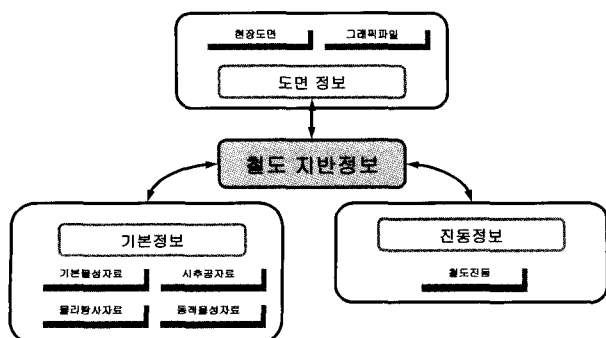 현장도면
그래픽파일
도면 정보
철도 지반정보
기본정보
기본물성자료
시추공자료
물리탐사자료
동적물성자료
진동정보
철도진동